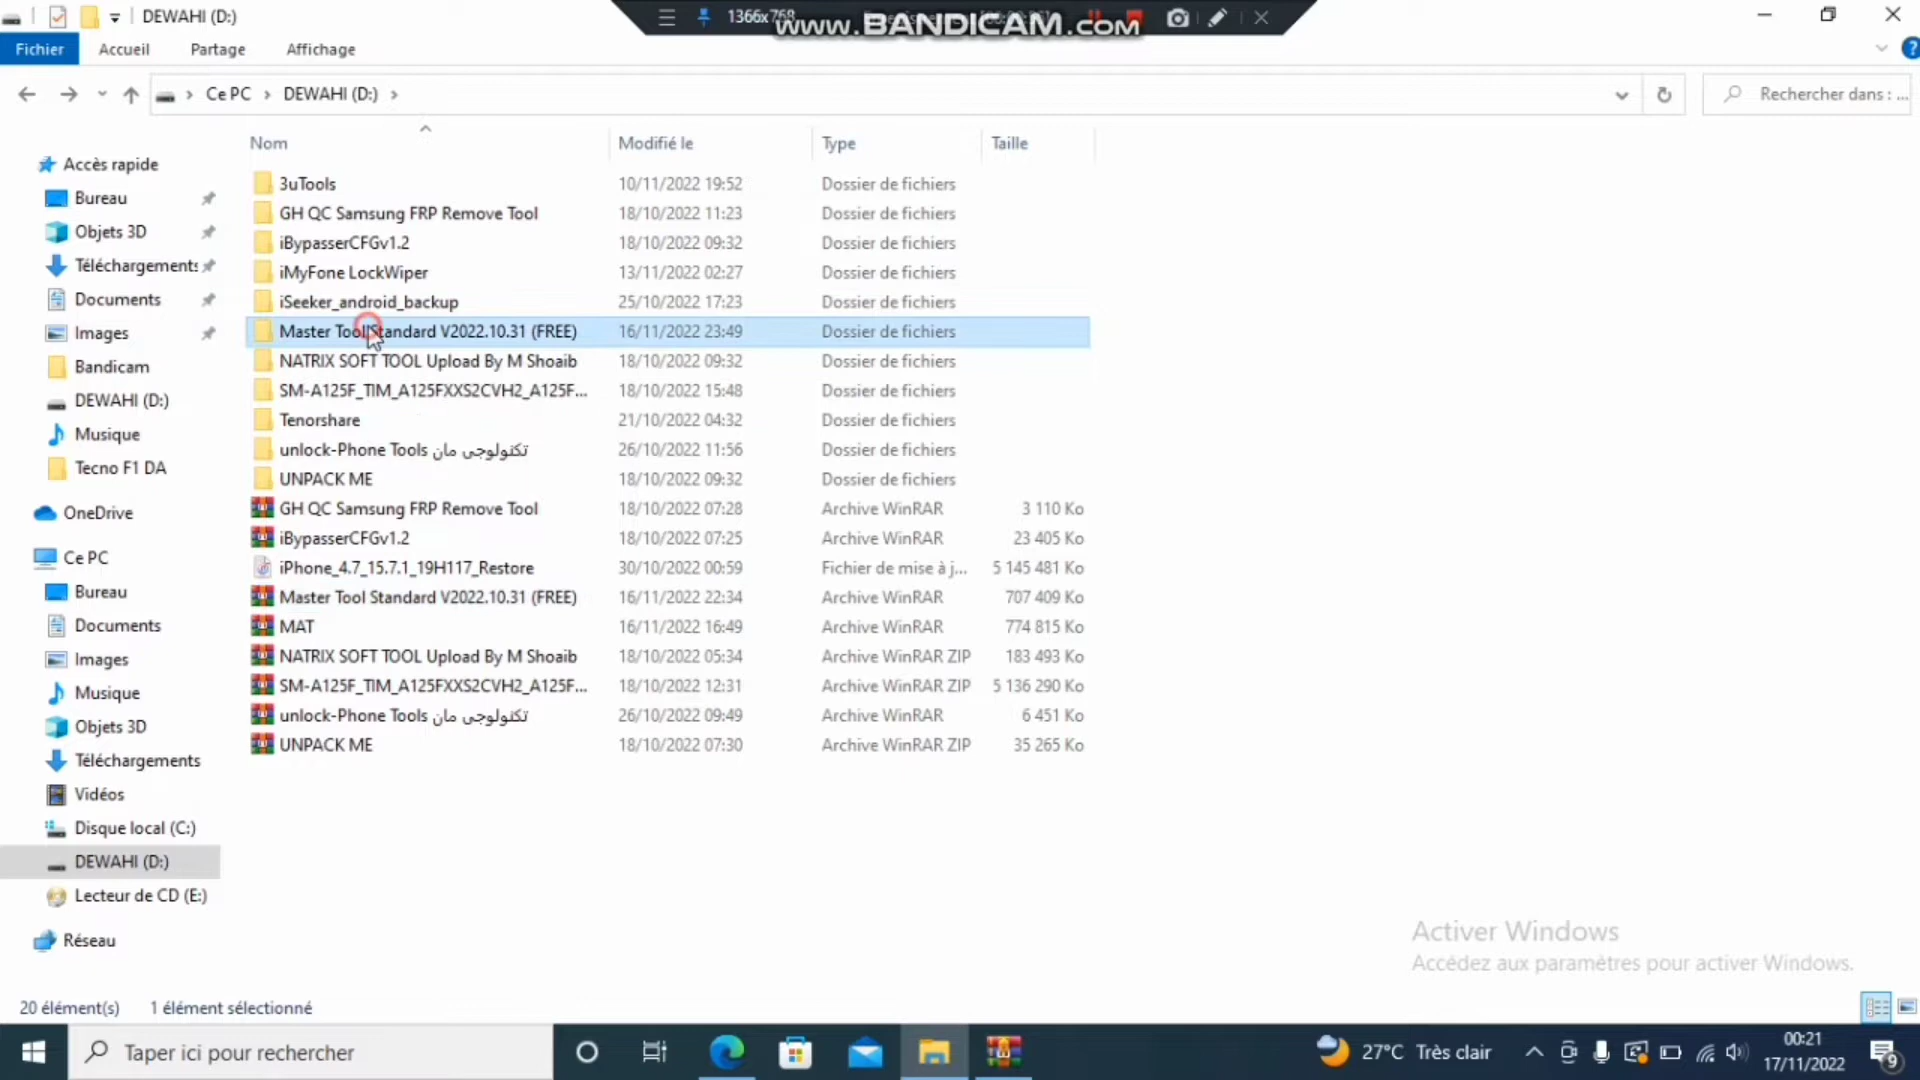 DEWAHI (D:)
1366x768
www.BANDICAM.com
Fichier
Accueil
Partage
Affichage
?
Ce PC
DEWAHI (D:)
Rechercher dans : ...
Nom
Modifié le
Type
Taille
Accès rapide
Bureau
Objets 3D
Téléchargements
Documents
Images
Bandicam
DEWAHI (D:)
Musique
Tecno F1 DA
OneDrive
Ce PC
Bureau
Documents
Images
Musique
Objets 3D
Téléchargements
Vidéos
Disque local (C:)
DEWAHI (D:)
Lecteur de CD (E:)
Réseau
3uTools 10/11/2022 19:52 Dossier de fichiers
GH QC Samsung FRP Remove Tool 18/10/2022 11:23 Dossier de fichiers
iBypasserCFGv1.2 18/10/2022 09:32 Dossier de fichiers
iMyFone LockWiper 13/11/2022 02:27 Dossier de fichiers
iSeeker_android_backup 25/10/2022 17:23 Dossier de fichiers
Master Tool Standard V2022.10.31 (FREE) 16/11/2022 23:49 Dossier de fichiers
NATRIX SOFT TOOL Upload By M Shoaib 18/10/2022 09:32 Dossier de fichiers
SM-A125F_TIM_A125FXXS2CVH2_A125F... 18/10/2022 15:48 Dossier de fichiers
Tenorshare 21/10/2022 04:32 Dossier de fichiers
unlock-Phone Tools تكنولوجي مان 26/10/2022 11:56 Dossier de fichiers
UNPACK ME 18/10/2022 09:32 Dossier de fichiers
GH QC Samsung FRP Remove Tool 18/10/2022 07:28 Archive WinRAR 3 110 Ko
iBypasserCFGv1.2 18/10/2022 07:25 Archive WinRAR 23 405 Ko
iPhone_4.7_15.7.1_19H117_Restore 30/10/2022 00:59 Fichier de mise à j... 5 145 481 Ko
Master Tool Standard V2022.10.31 (FREE) 16/11/2022 22:34 Archive WinRAR 707 409 Ko
MAT 16/11/2022 16:49 Archive WinRAR 774 815 Ko
NATRIX SOFT TOOL Upload By M Shoaib 18/10/2022 05:34 Archive WinRAR ZIP 183 493 Ko
SM-A125F_TIM_A125FXXS2CVH2_A125F... 18/10/2022 12:31 Archive WinRAR ZIP 5 136 290 Ko
unlock-Phone Tools تكنولوجي مان 26/10/2022 09:49 Archive WinRAR 6 451 Ko
UNPACK ME 18/10/2022 07:30 Archive WinRAR ZIP 35 265 Ko
Activer Windows
Accédez aux paramètres pour activer Windows.
20 élément(s) 1 élément sélectionné
Taper ici pour rechercher
27°C Très clair
00:21
17/11/2022
9